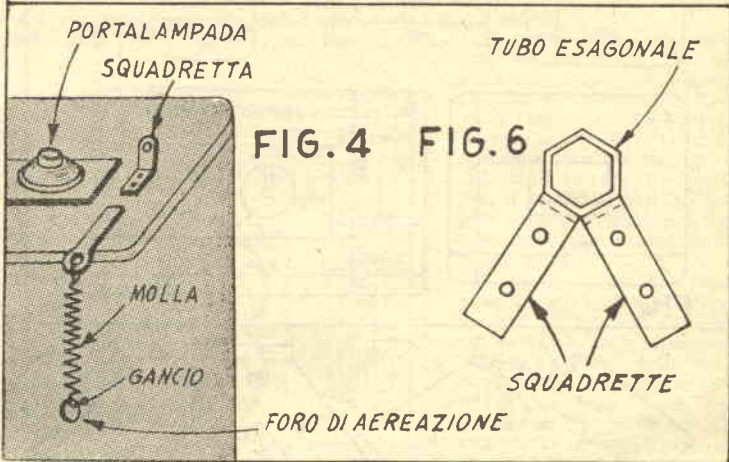 PORTALAMPADA
SQUADRETTA
FIG. 4
MOLLA
GANCIO
FORO DI AEREAZIONE
FIG. 6
TUBO ESAGONALE
SQUADRETTE